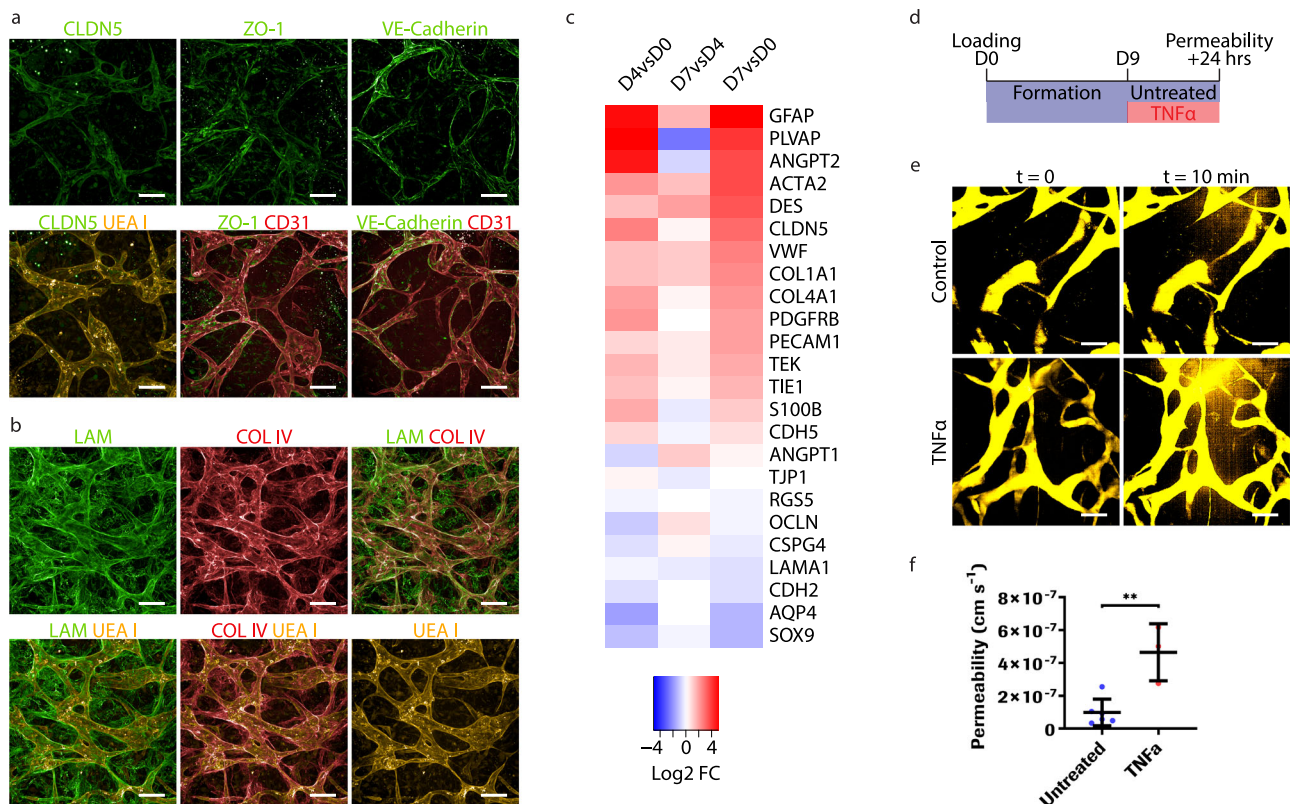 a
CLDN5
ZO-1
VE-Cadherin
CLDN5 UEA I
ZO-1 CD31
VE-Cadherin CD31
b
LAM
COL IV
LAM COL IV
LAM UEA I
COL IV UEA I
UEA I
c
D4vsD0
D7vsD4
D7vsD0
GFAP
PLVAP
ANGPT2
ACTA2
DES
CLDN5
VWF
COL1A1
COL4A1
PDGFRB
PECAM1
TEK
TIE1
S100B
CDH5
ANGPT1
TJP1
RGS5
OCLN
CSPG4
LAMA1
CDH2
AQP4
SOX9
−4 0 4
Log2 FC
d
Loading
D0
D9
Permeability
+24 hrs
Formation
Untreated
TNFα
e
t = 0
t = 10 min
Control
TNFα
f
Permeability (cm s⁻¹)
8×10⁻⁷
6×10⁻⁷
4×10⁻⁷
2×10⁻⁷
0
**
Untreated
TNFa